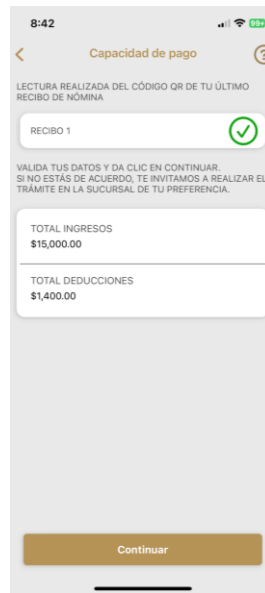 8:42
99+
Capacidad de pago
LECTURA REALIZADA DEL CÓDIGO QR DE TU ÚLTIMO
RECIBO DE NÓMINA
RECIBO 1
VALIDA TUS DATOS Y DA CLIC EN CONTINUAR.
SI NO ESTÁS DE ACUERDO, TE INVITAMOS A REALIZAR EL
TRÁMITE EN LA SUCURSAL DE TU PREFERENCIA.
TOTAL INGRESOS
$15,000.00
TOTAL DEDUCCIONES
$1,400.00
Continuar